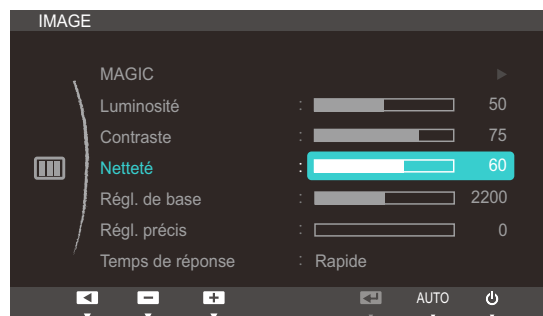 IMAGE
MAGIC
Luminosité : 50
Contraste : 75
Netteté : 60
Régl. de base : 2200
Régl. précis : 0
Temps de réponse : Rapide
AUTO